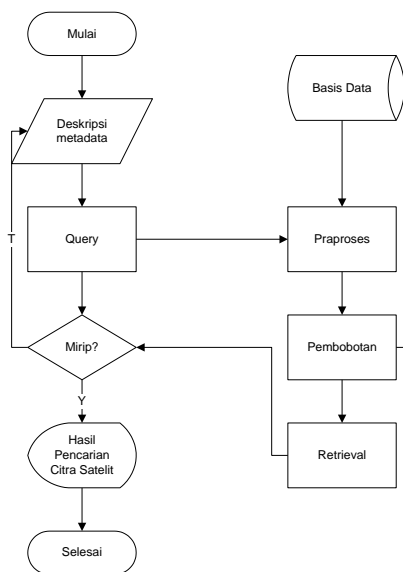 Mulai
Basis Data
Deskripsi
metadata
T
Query
Praproses
Mirip?
Pembobotan
Y
Hasil
Pencarian
Citra Satelit
Retrieval
Selesai